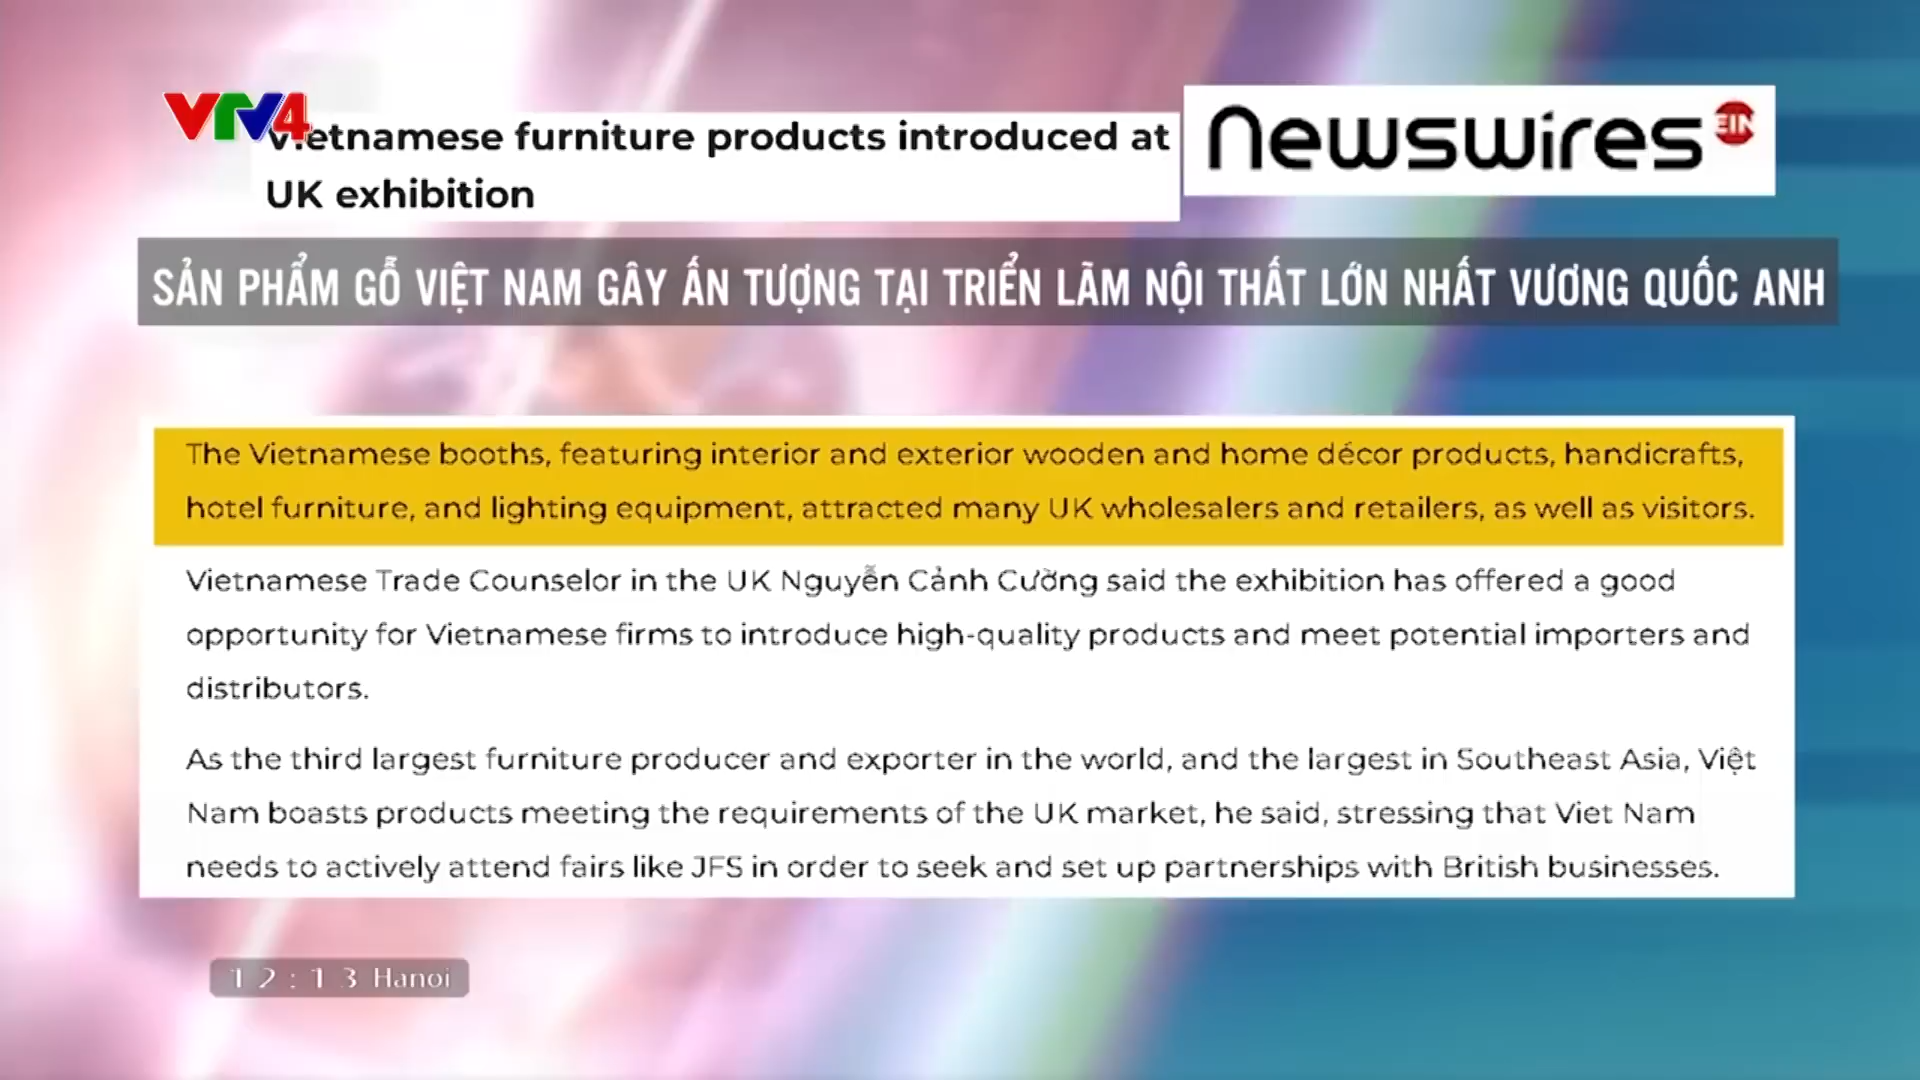 VTV4
Vietnamese furniture products introduced at
UK exhibition
Newswires
EIN
SẢN PHẨM GỖ VIỆT NAM GÂY ẤN TƯỢNG TẠI TRIỂN LÃM NỘI THẤT LỚN NHẤT VƯƠNG QUỐC ANH
The Vietnamese booths, featuring interior and exterior wooden and home décor products, handicrafts,
hotel furniture, and lighting equipment, attracted many UK wholesalers and retailers, as well as visitors.
Vietnamese Trade Counselor in the UK Nguyễn Cảnh Cường said the exhibition has offered a good
opportunity for Vietnamese firms to introduce high-quality products and meet potential importers and
distributors.
As the third largest furniture producer and exporter in the world, and the largest in Southeast Asia, Việt
Nam boasts products meeting the requirements of the UK market, he said, stressing that Viet Nam
needs to actively attend fairs like JFS in order to seek and set up partnerships with British businesses.
12:13 Hanoi